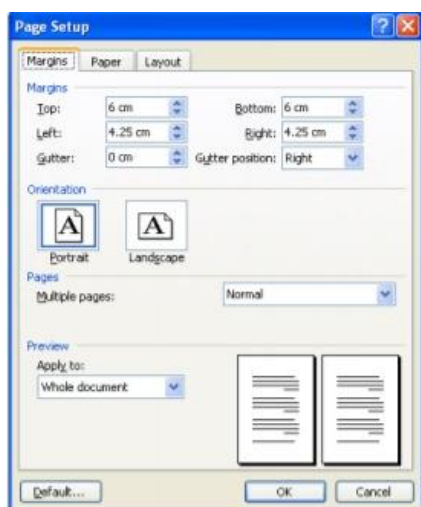 Page Setup
Margins Paper Layout
Margins
Top: 6 cm Bottom: 6 cm
Left: 4.25 cm Right: 4.25 cm
Gutter: 0 cm Gutter position: Right
Orientation
A A
Portrait Landscape
Pages
Multiple pages: Normal
Preview
Apply to:
Whole document
Default... OK Cancel